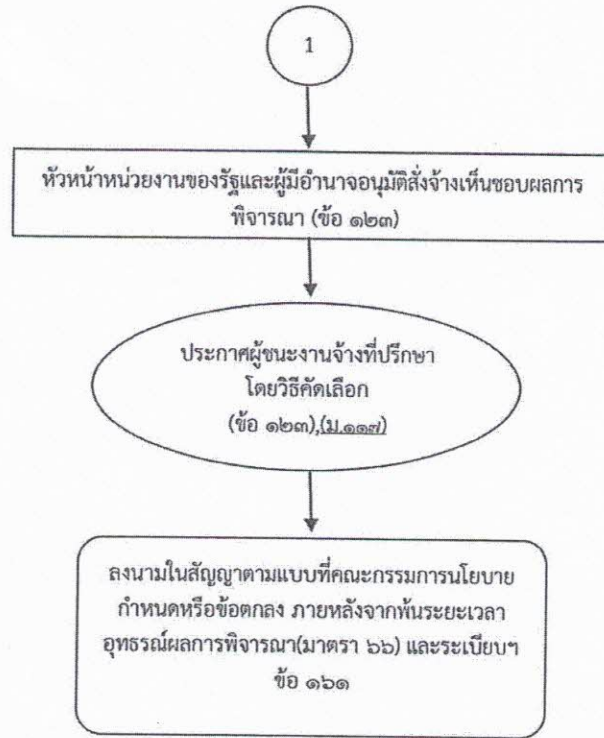 1
หัวหน้าหน่วยงานของรัฐและผู้มีอำนาจอนุมัติสั่งจ้างเห็นชอบผลการ
พิจารณา (ข้อ ๑๒๓)
ประกาศผู้ชนะงานจ้างที่ปรึกษา
โดยวิธีคัดเลือก
(ข้อ ๑๒๓),(ม.๑๑๗)
ลงนามในสัญญาตามแบบที่คณะกรรมการนโยบาย
กำหนดหรือข้อตกลง ภายหลังจากพ้นระยะเวลา
อุทธรณ์ผลการพิจารณา(มาตรา ๖๖) และระเบียบฯ
ข้อ ๑๖๑